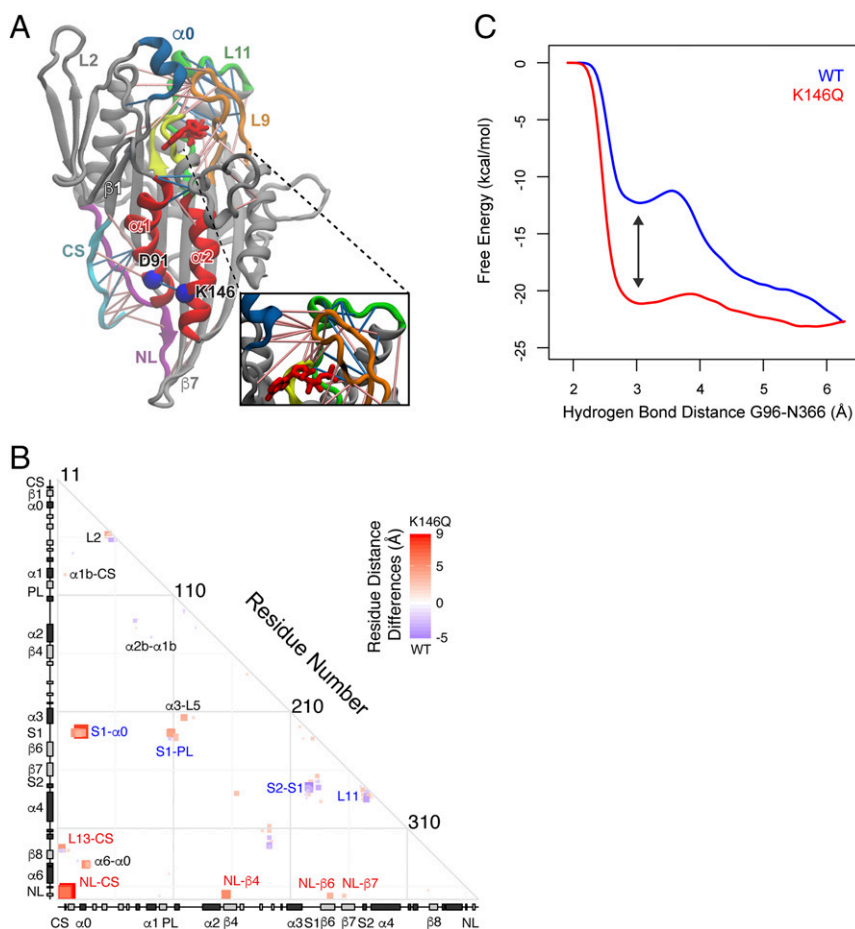 A
α0
L11
L2
L9
β1
α1
α2
CS
D91
K146
NL
β7
C
0
-5
-10
-15
-20
-25
Free Energy (kcal/mol)
WT
K146Q
2 3 4 5 6
Hydrogen Bond Distance G96-N366 (Å)
B
11
110
210
310
Residue Number
CS
β1
α0
α1
PL
α2
β4
α3
S1
β6
β7
S2
α4
β8
α6
NL
L2
α1b-CS
α2b-α1b
α3-L5
S1-α0
S1-PL
S2-S1
L11
L13-CS
α6-α0
NL-CS
NL-β4
NL-β6
NL-β7
K146Q
9
5
0
-5
WT
Residue Distance
Differences (Å)
CS α0 α1 PL α2 β4 α3 S1 β6 β7 S2 α4 β8 NL